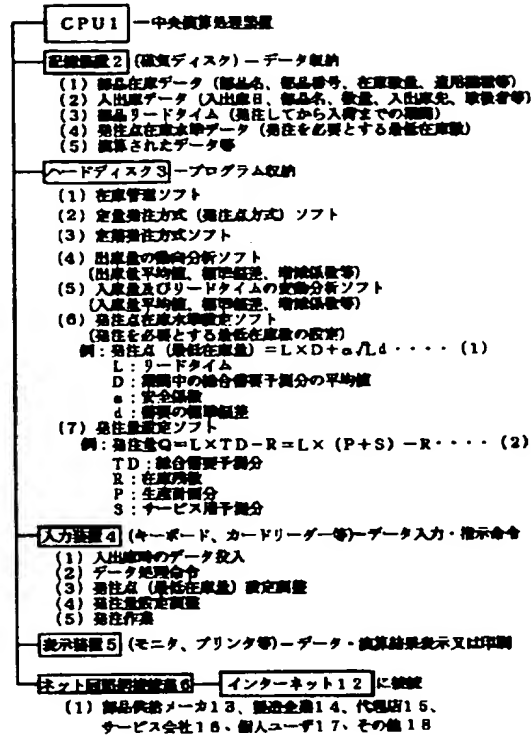 CPU1 ー中央演算処理装置
記憶装置2 (磁気ディスク)ーデータ収納
(1)部品在庫データ(部品名、部品番号、在庫数量、適用機種等)
(2)入出庫データ(入出庫日、部品名、数量、入出庫先、取扱者等)
(3)部品リードタイム(発注してから入荷までの期間)
(4)発注点在庫水準データ(発注を必要とする最低在庫数)
(5)演算されたデータ等
ハードディスク3ープログラム収納
(1)在庫管理ソフト
(2)定量発注方式(発注点方式)ソフト
(3)定期発注方式ソフト
(4)出庫量の動向分析ソフト
(出庫量平均値、標準偏差、増減係数等)
(5)入庫量及びリードタイムの変動分析ソフト
(入庫量平均値、標準偏差、増減係数等)
(6)発注点在庫水準設定ソフト
(発注を必要とする最低在庫数の設定)
例:発注点(最低在庫量)=L×D+α√Ld・・・・(1)
L:リードタイム
D:期間中の総合需要予測分の平均値
α:安全係数
d:需要の標準偏差
(7)発注量設定ソフト
例:発注量Q=L×TD-R=L×(P+S)-R・・・・(2)
TD:総合需要予測分
R:在庫残数
P:生産計画分
S:サービス用予測分
入力装置4 (キーボード、カードリーダー等)ーデータ入力・指示命令
(1)入出庫時のデータ投入
(2)データ処理命令
(3)発注点(最低在庫量)設定調整
(4)発注量設定調整
(5)発注作業
表示装置5 (モニタ、プリンタ等)ーデータ・演算結果表示又は印刷
ネット回路網接続器6 ー インターネット12 に接続
(1)部品供給メーカ13、製造企業14、代理店15、
サービス会社16、個人ユーザ17、その他18